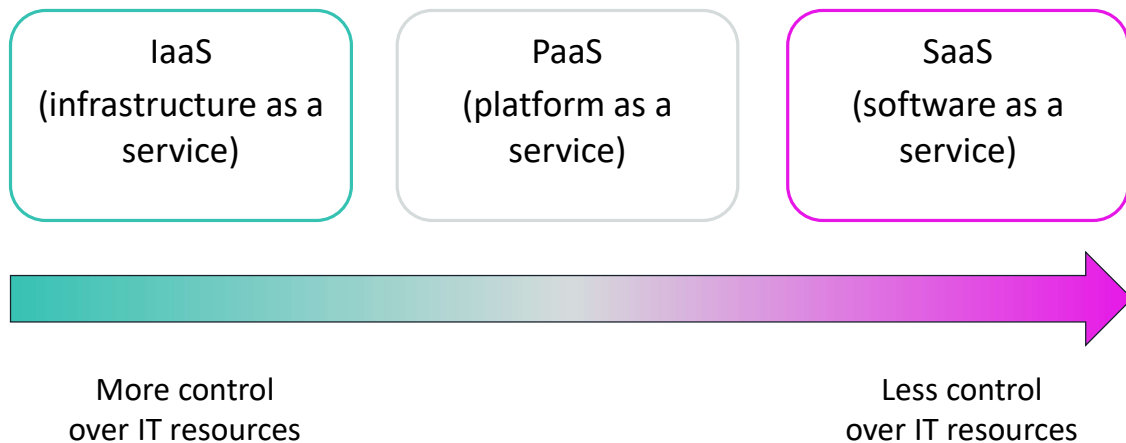 IaaS
(infrastructure as a
service)
PaaS
(platform as a
service)
SaaS
(software as a
service)
More control
over IT resources
Less control
over IT resources